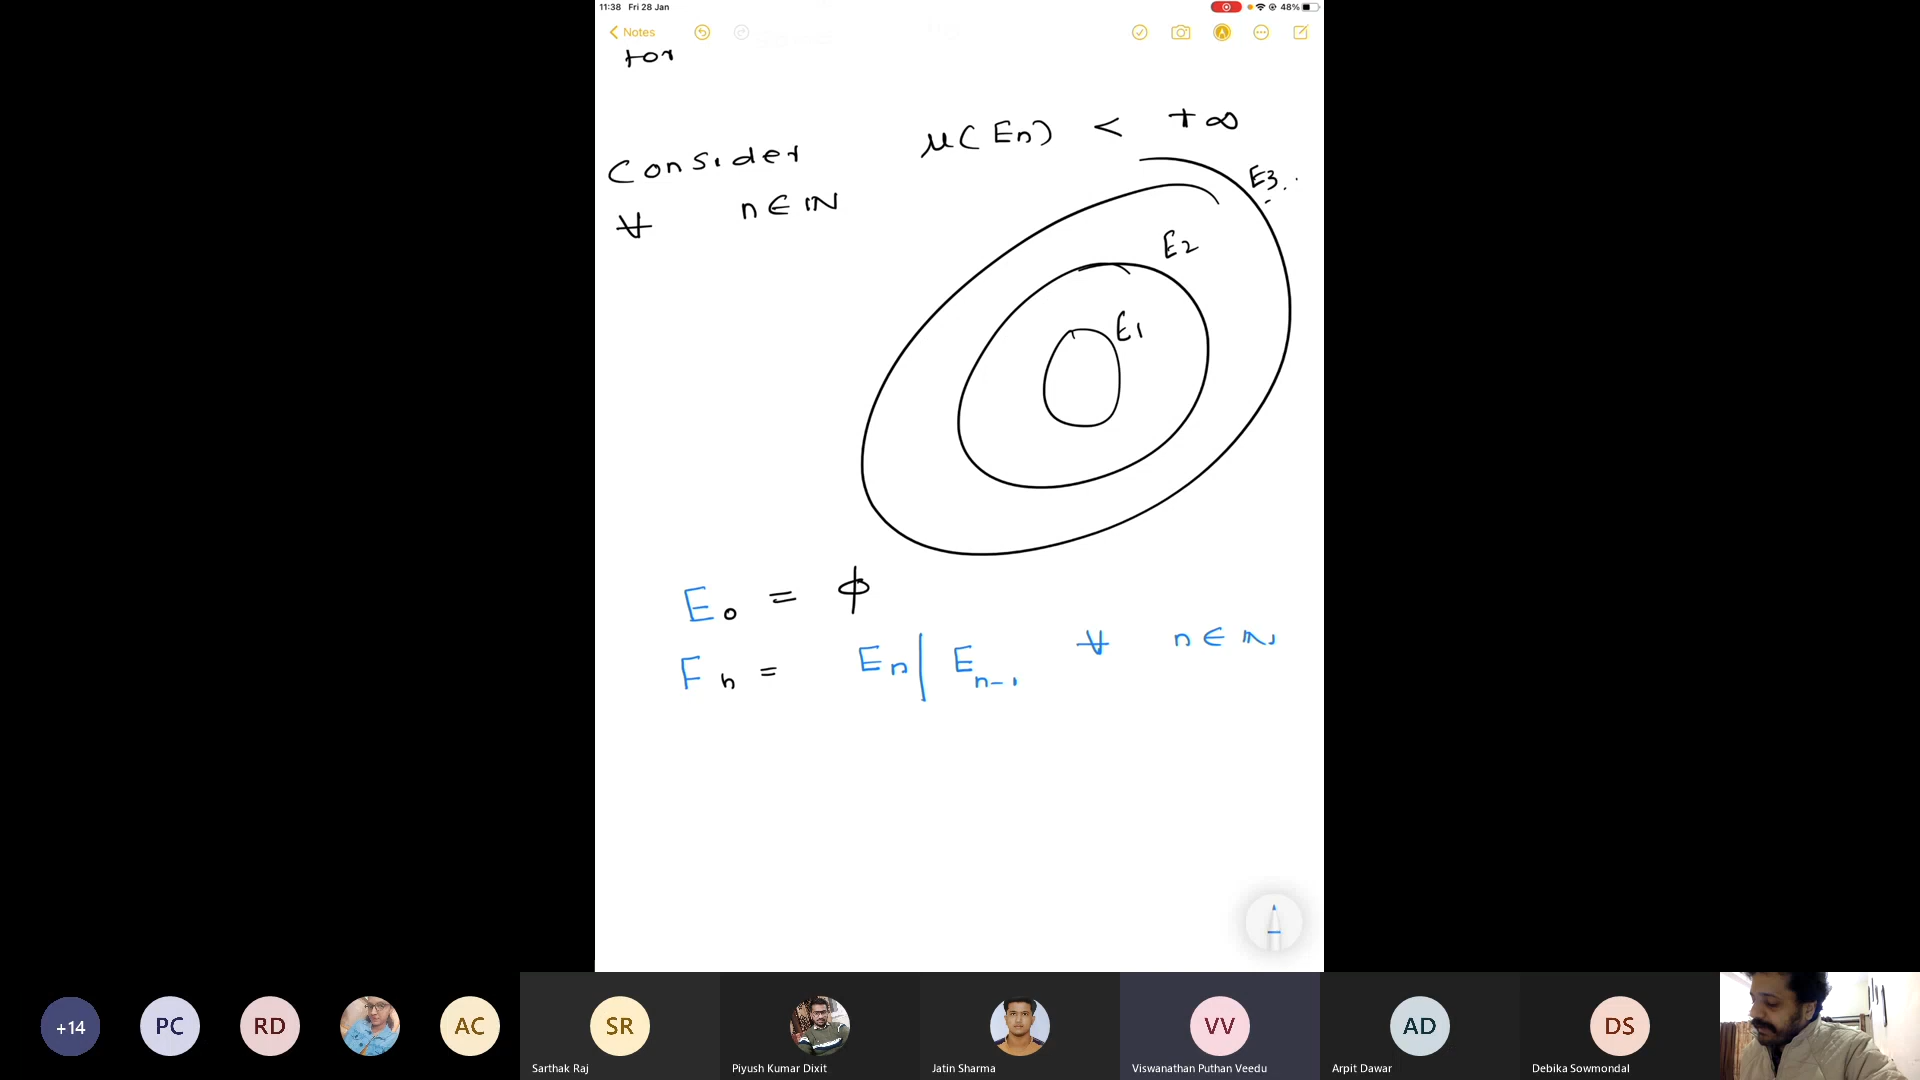 11:38 Fri 28 Jan 48%
Notes
for
Consider μ(En) < +∞
∀ n ∈ IN
E3..
E2
E1
E0 = ϕ
Fn = En | En-1 ∀ n ∈ IN
+14 PC RD AC SR VV AD DS
Sarthak Raj Piyush Kumar Dixit Jatin Sharma Viswanathan Puthan Veedu Arpit Dawar Debika Sowmondal